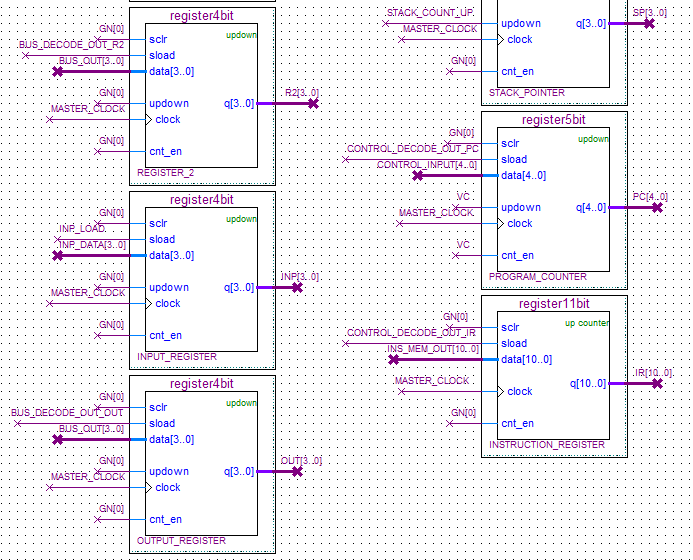 register4bit
GN[0]
sclr
updown
BUS_DECODE_OUT_R2
sload
BUS_OUT[3..0]
data[3..0]
GN[0]
updown
q[3..0]
R2[3..0]
MASTER_CLOCK
clock
GN[0]
cnt_en
REGISTER_2
register4bit
GN[0]
sclr
updown
INP_LOAD
sload
INP_DATA[3..0]
data[3..0]
GN[0]
updown
q[3..0]
INP[3..0]
MASTER_CLOCK
clock
GN[0]
cnt_en
INPUT_REGISTER
register4bit
GN[0]
sclr
updown
BUS_DECODE_OUT_OUT
sload
BUS_OUT[3..0]
data[3..0]
GN[0]
updown
q[3..0]
OUT[3..0]
MASTER_CLOCK
clock
GN[0]
cnt_en
OUTPUT_REGISTER
STACK_COUNT_UP
updown
q[3..0]
SP[3..0]
MASTER_CLOCK
clock
GN[0]
cnt_en
STACK_POINTER
register5bit
GN[0]
sclr
updown
CONTROL_DECODE_OUT_PC
sload
CONTROL_INPUT[4..0]
data[4..0]
VC
updown
q[4..0]
PC[4..0]
MASTER_CLOCK
clock
VC
cnt_en
PROGRAM_COUNTER
register11bit
GN[0]
sclr
up counter
CONTROL_DECODE_OUT_IR
sload
INS_MEM_OUT[10..0]
data[10..0]
MASTER_CLOCK
clock
q[10..0]
IR[10..0]
GN[0]
cnt_en
INSTRUCTION_REGISTER